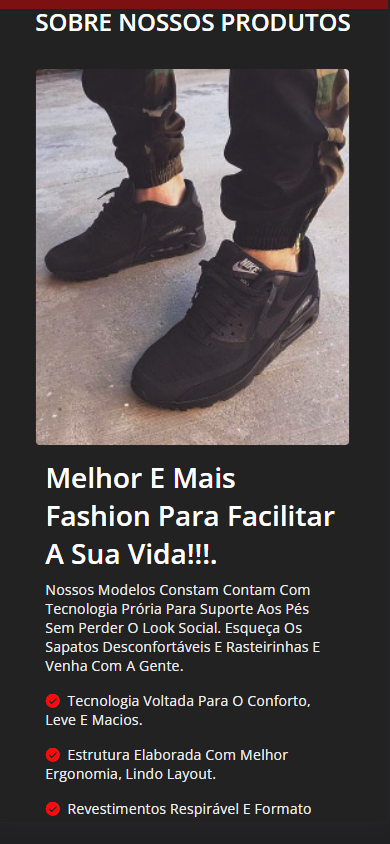 SOBRE NOSSOS PRODUTOS
NIKE
Melhor E Mais
Fashion Para Facilitar
A Sua Vida!!!.
Nossos Modelos Constam Contam Com
Tecnologia Prória Para Suporte Aos Pés
Sem Perder O Look Social. Esqueça Os
Sapatos Desconfortáveis E Rasteirinhas E
Venha Com A Gente.
Tecnologia Voltada Para O Conforto,
Leve E Macios.
Estrutura Elaborada Com Melhor
Ergonomia, Lindo Layout.
Revestimentos Respirável E Formato